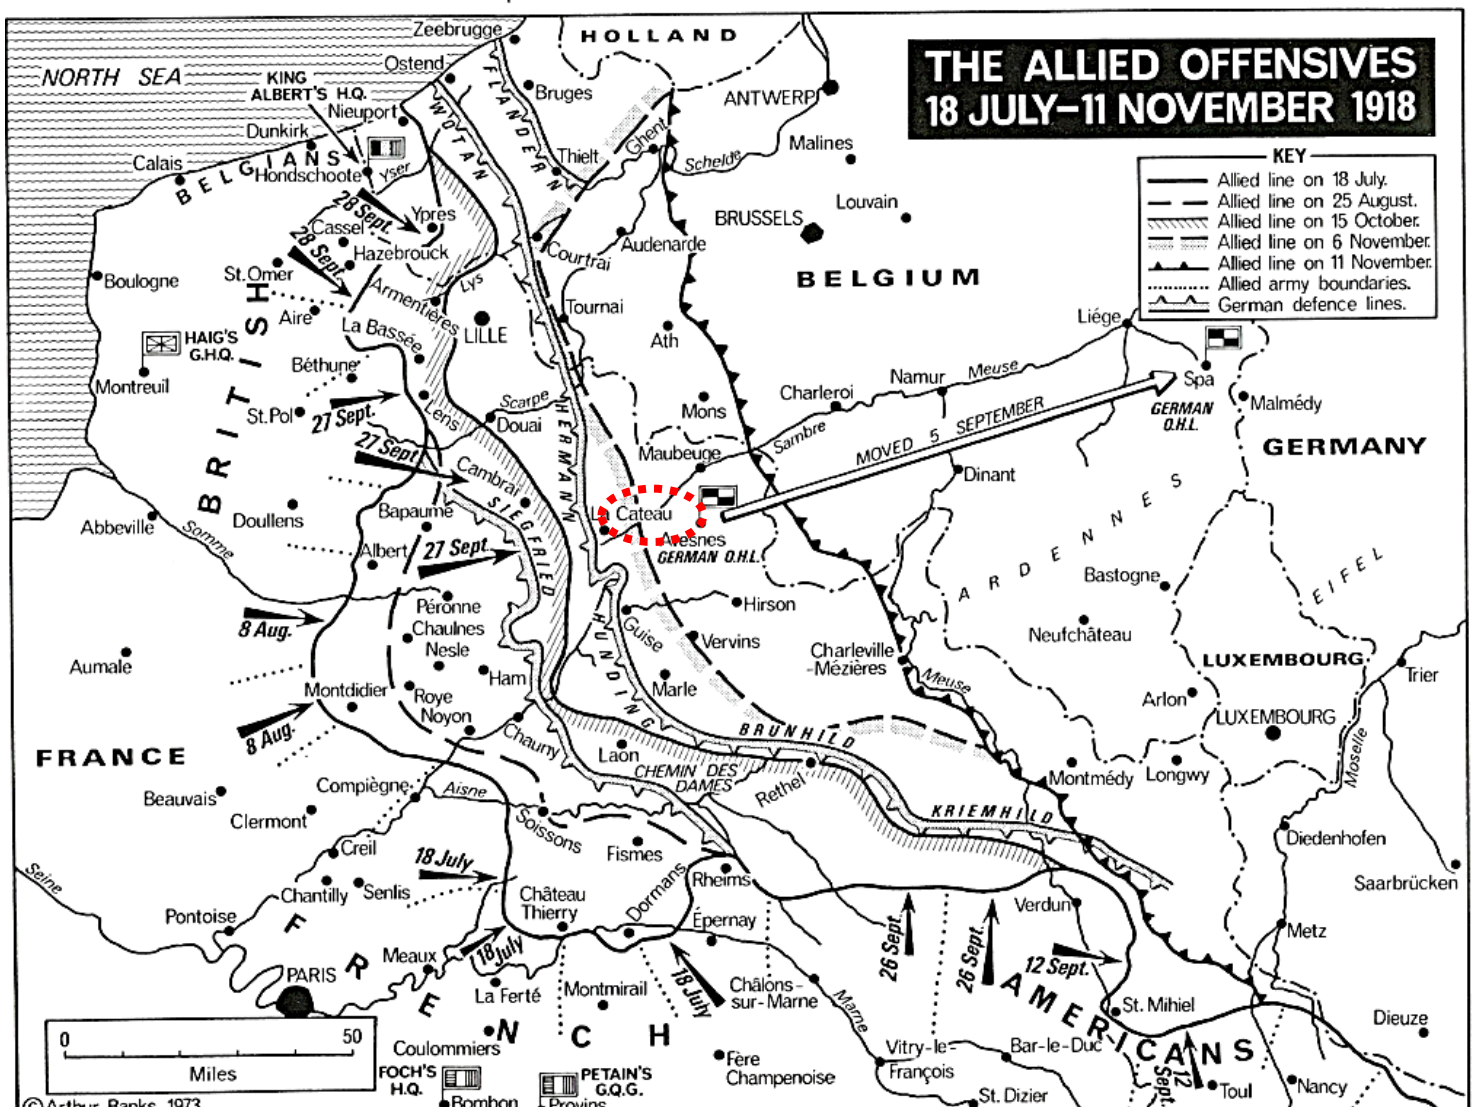 THE ALLIED OFFENSIVES
18 JULY–11 NOVEMBER 1918
KEY
Allied line on 18 July.
Allied line on 25 August.
Allied line on 15 October.
Allied line on 6 November.
Allied line on 11 November.
Allied army boundaries.
German defence lines.
NORTH SEA
HOLLAND
Zeebrugge
Ostend
KING
ALBERT'S H.Q.
Nieuport
Bruges
ANTWERP
Dunkirk
BELGIANS
Calais
Hondschoote
Yser
WOTAN
FLANDERN
Thielt
Ghent
Schelde
Malines
Louvain
BRUSSELS
28 Sept.
Ypres
Cassel
28 Sept.
Hazebrouck
Courtrai
Audenarde
BELGIUM
Boulogne
St.Omer
BRITISH
Aire
Armentières
Lys
La Bassée
LILLE
Tournai
Ath
Liége
HAIG'S
G.H.Q.
Montreuil
Béthune
St.Pol
27 Sept.
Lens
Scarpe
Douai
HERMANN
Mons
Charleroi
Namur
Meuse
Sambre
Spa
GERMAN
O.H.L.
Malmédy
MOVED 5 SEPTEMBER
GERMANY
27 Sept
Cambrai
SIEGFRIED
Maubeuge
Dinant
ARDENNES
Abbeville
Doullens
Bapaume
La Cateau
Avesnes
GERMAN O.H.L.
Somme
Albert
27 Sept.
Bastogne
EIFEL
8 Aug.
Péronne
Chaulnes
Nesle
Hirson
Guise
Vervins
HUNDING
Neufchâteau
Charleville
-Mézières
Meuse
LUXEMBOURG
Trier
Aumale
Montdidier
Roye
Ham
Noyon
Marle
Arlon
LUXEMBOURG
Moselle
8 Aug.
FRANCE
Chauny
Laon
BRUNHILD
CHEMIN DES
DAMES
Rethel
Montmédy
Longwy
Beauvais
Compiègne
Aisne
Clermont
Soissons
KRIEMHILD
Diedenhofen
Creil
18 July
Fismes
Seine
Chantilly
Senlis
Château
Thierry
Dormans
Rheims
Saarbrücken
Pontoise
FRENCH
Épernay
26 Sept.
26 Sept.
Verdun
12 Sept.
Metz
Meaux
18 July
PARIS
La Ferté
Montmirail
18 July
Châlons-
sur-Marne
Marne
AMERICANS
St. Mihiel
Dieuze
0
50
Miles
Coulommiers
Fère
Champenoise
Vitry-le-
François
Bar-le-Duc
12 Sept.
Toul
Nancy
FOCH'S
H.Q.
Bombon
PETAIN'S
G.Q.G.
Provins
St. Dizier
© Arthur Banks 1973